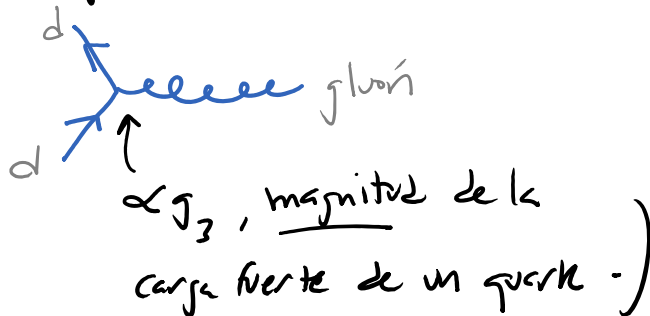 d
gluón
d
∝ g₃, magnitud de la
carga fuerte de un quark.)